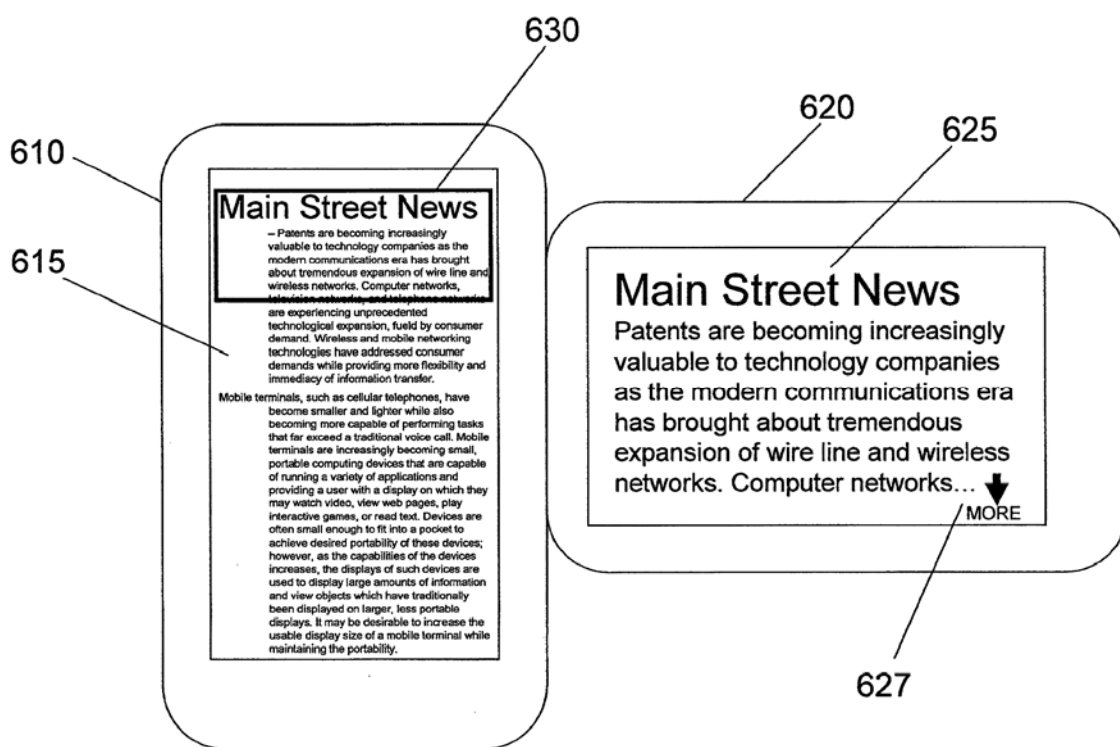 630
620
625
610
615
Main Street News
– Patents are becoming increasingly
valuable to technology companies as the
modern communications era has brought
about tremendous expansion of wire line and
wireless networks. Computer networks,
television networks, and telephone networks
are experiencing unprecedented
technological expansion, fueld by consumer
demand. Wireless and mobile networking
technologies have addressed consumer
demands while providing more flexibility and
immediacy of information transfer.
Mobile terminals, such as cellular telephones, have
become smaller and lighter while also
becoming more capable of performing tasks
that far exceed a traditional voice call. Mobile
terminals are increasingly becoming small,
portable computing devices that are capable
of running a variety of applications and
providing a user with a display on which they
may watch video, view web pages, play
interactive games, or read text. Devices are
often small enough to fit into a pocket to
achieve desired portability of these devices;
however, as the capabilities of the devices
increases, the displays of such devices are
used to display large amounts of information
and view objects which have traditionally
been displayed on larger, less portable
displays. It may be desirable to increase the
usable display size of a mobile terminal while
maintaining the portability.
Main Street News
Patents are becoming increasingly
valuable to technology companies
as the modern communications era
has brought about tremendous
expansion of wire line and wireless
networks. Computer networks...
MORE
627